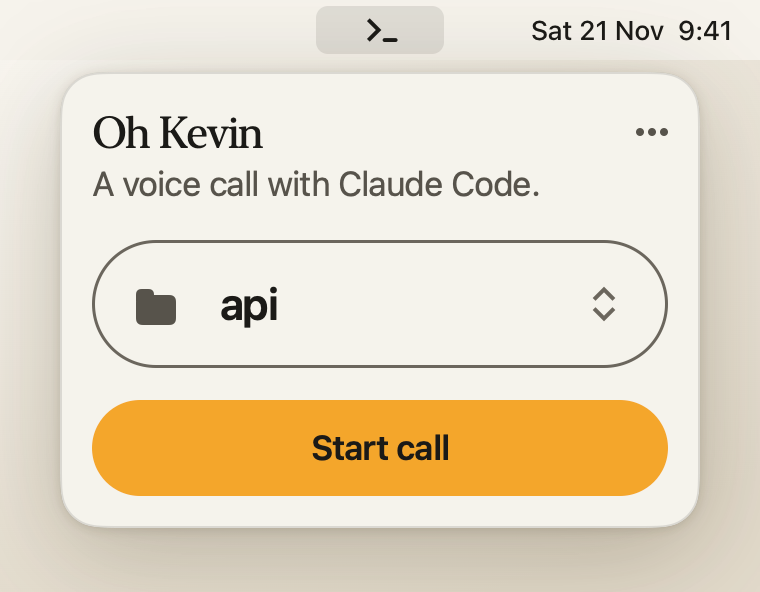 Sat 21 Nov 9:41
Oh Kevin
A voice call with Claude Code.
api
Start call